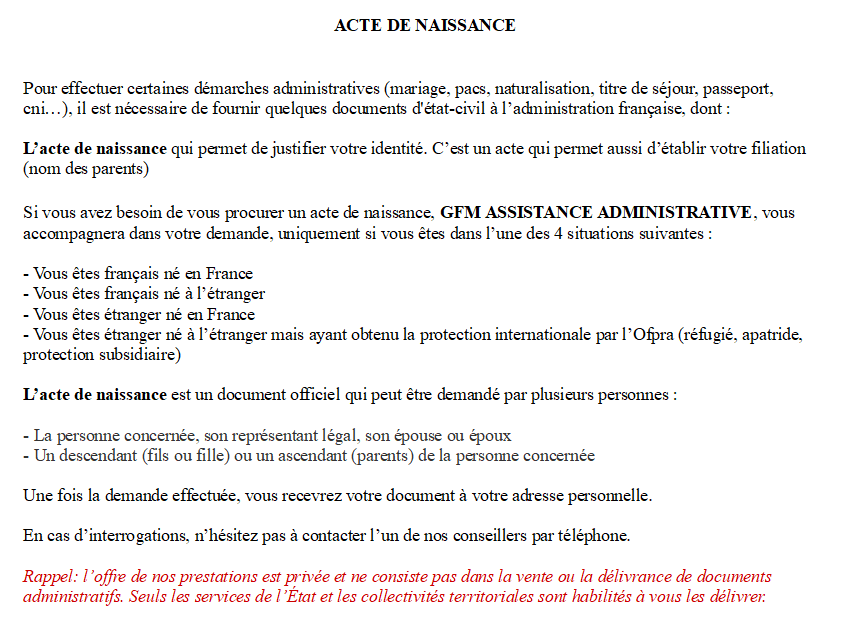 ACTE DE NAISSANCE
Pour effectuer certaines démarches administratives (mariage, pacs, naturalisation, titre de séjour, passeport,
cni…), il est nécessaire de fournir quelques documents d'état-civil à l’administration française, dont :
L’acte de naissance qui permet de justifier votre identité. C’est un acte qui permet aussi d’établir votre filiation
(nom des parents)
Si vous avez besoin de vous procurer un acte de naissance, GFM ASSISTANCE ADMINISTRATIVE, vous
accompagnera dans votre demande, uniquement si vous êtes dans l’une des 4 situations suivantes :
- Vous êtes français né en France
- Vous êtes français né à l’étranger
- Vous êtes étranger né en France
- Vous êtes étranger né à l’étranger mais ayant obtenu la protection internationale par l’Ofpra (réfugié, apatride,
protection subsidiaire)
L’acte de naissance est un document officiel qui peut être demandé par plusieurs personnes :
- La personne concernée, son représentant légal, son épouse ou époux
- Un descendant (fils ou fille) ou un ascendant (parents) de la personne concernée
Une fois la demande effectuée, vous recevrez votre document à votre adresse personnelle.
En cas d’interrogations, n’hésitez pas à contacter l’un de nos conseillers par téléphone.
Rappel: l’offre de nos prestations est privée et ne consiste pas dans la vente ou la délivrance de documents
administratifs. Seuls les services de l’État et les collectivités territoriales sont habilités à vous les délivrer.